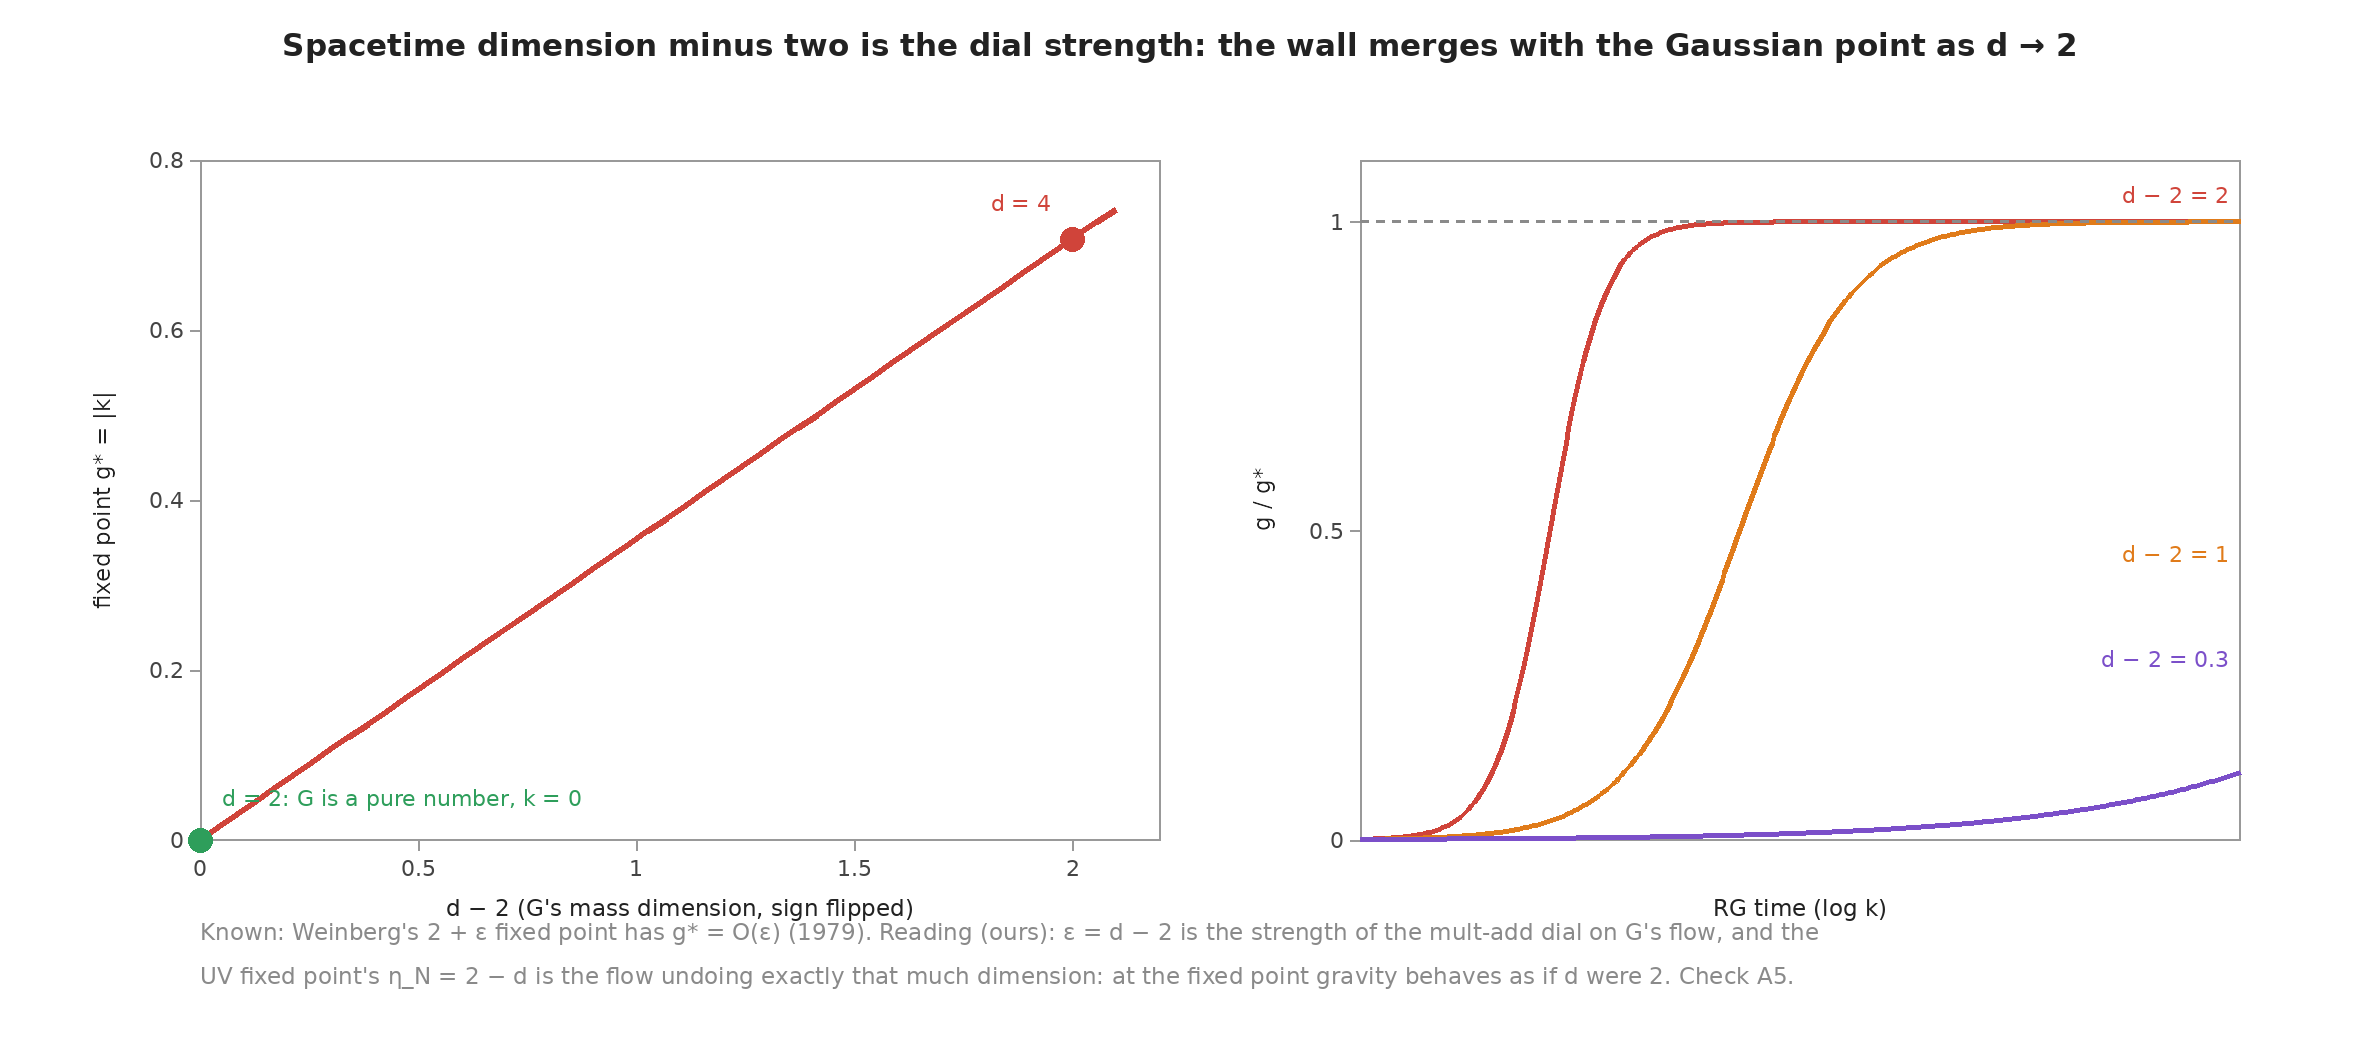 Spacetime dimension minus two is the dial strength: the wall merges with the Gaussian point as d → 2
0.8
0.6
0.4
0.2
0
fixed point g* = |k|
d = 4
d = 2: G is a pure number, k = 0
0
0.5
1
1.5
2
d − 2 (G's mass dimension, sign flipped)
1
0.5
0
g / g*
d − 2 = 2
d − 2 = 1
d − 2 = 0.3
RG time (log k)
Known: Weinberg's 2 + ε fixed point has g* = O(ε) (1979). Reading (ours): ε = d − 2 is the strength of the mult-add dial on G's flow, and the
UV fixed point's η_N = 2 − d is the flow undoing exactly that much dimension: at the fixed point gravity behaves as if d were 2. Check A5.